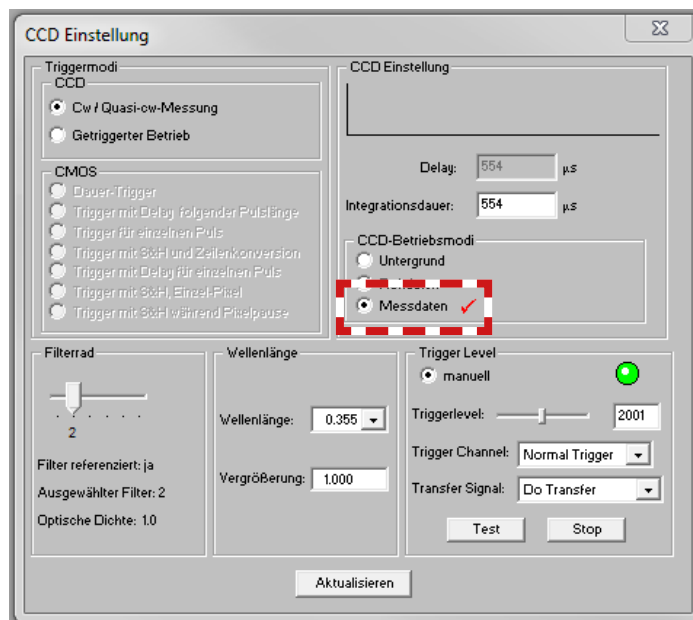 CCD Einstellung
Triggermodi
CCD
Cw / Quasi-cw-Messung
Getriggerter Betrieb
CMOS
Dauer-Trigger
Trigger mit Delay folgender Pulslänge
Trigger für einzelnen Puls
Trigger mit S&H und Zeilenkonversion
Trigger mit Delay für einzelnen Puls
Trigger mit S&H, Einzel-Pixel
Trigger mit S&H während Pixelpause
CCD Einstellung
Delay: 554 µs
Integrationsdauer: 554 µs
CCD-Betriebsmodi
Untergrund
Messdaten
Filterrad
2
Filter referenziert: ja
Ausgewählter Filter: 2
Optische Dichte: 1.0
Wellenlänge
Wellenlänge: 0.355
Vergrößerung: 1.000
Trigger Level
manuell
Triggerlevel: 2001
Trigger Channel: Normal Trigger
Transfer Signal: Do Transfer
Test Stop
Aktualisieren